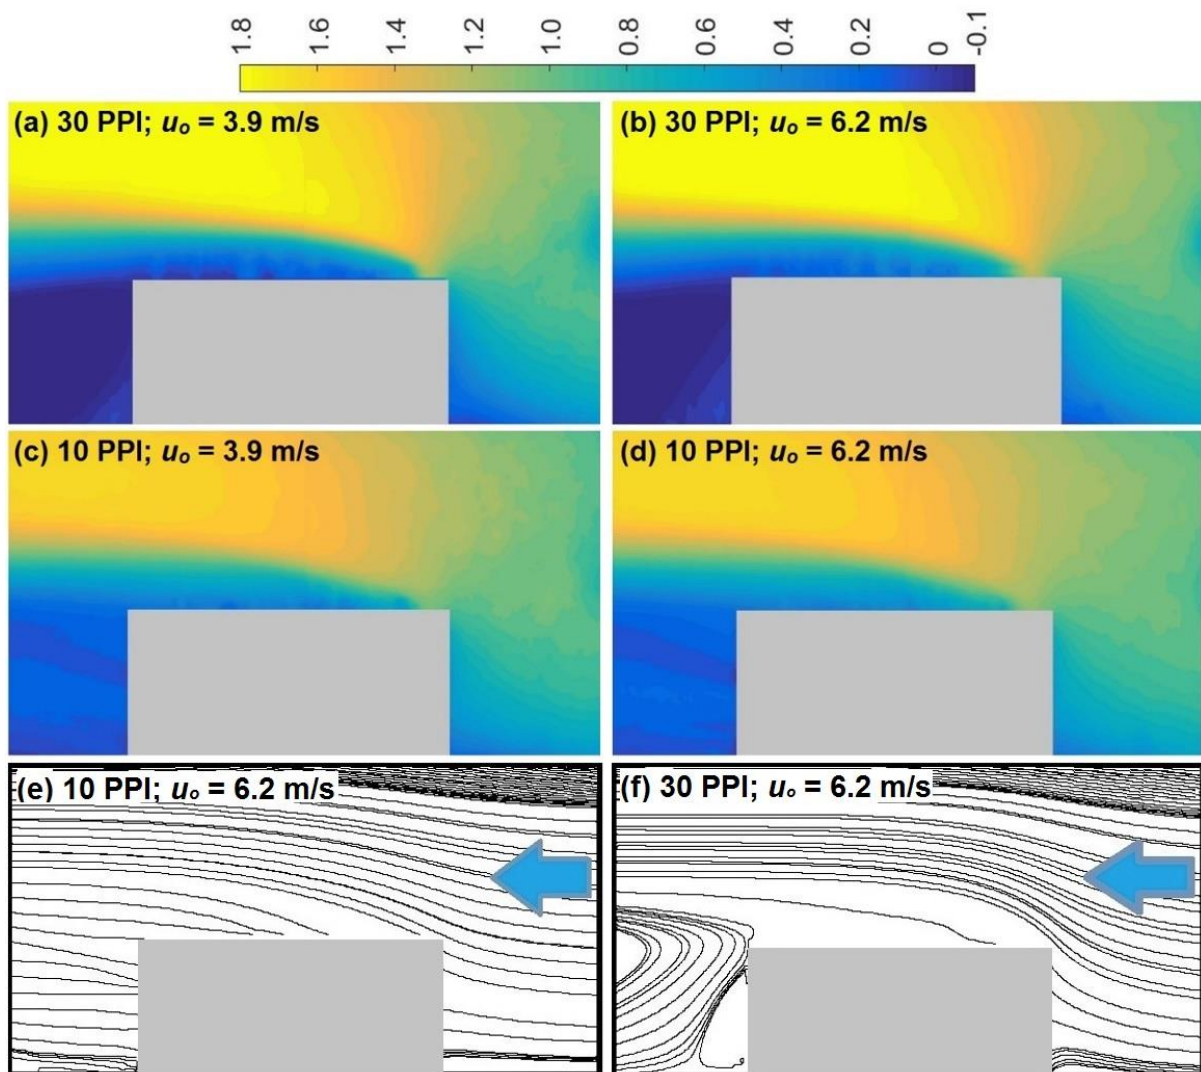 1.8 1.6 1.4 1.2 1.0 0.8 0.6 0.4 0.2 0 -0.1
(a) 30 PPI; uₒ = 3.9 m/s
(b) 30 PPI; uₒ = 6.2 m/s
(c) 10 PPI; uₒ = 3.9 m/s
(d) 10 PPI; uₒ = 6.2 m/s
(e) 10 PPI; uₒ = 6.2 m/s
(f) 30 PPI; uₒ = 6.2 m/s